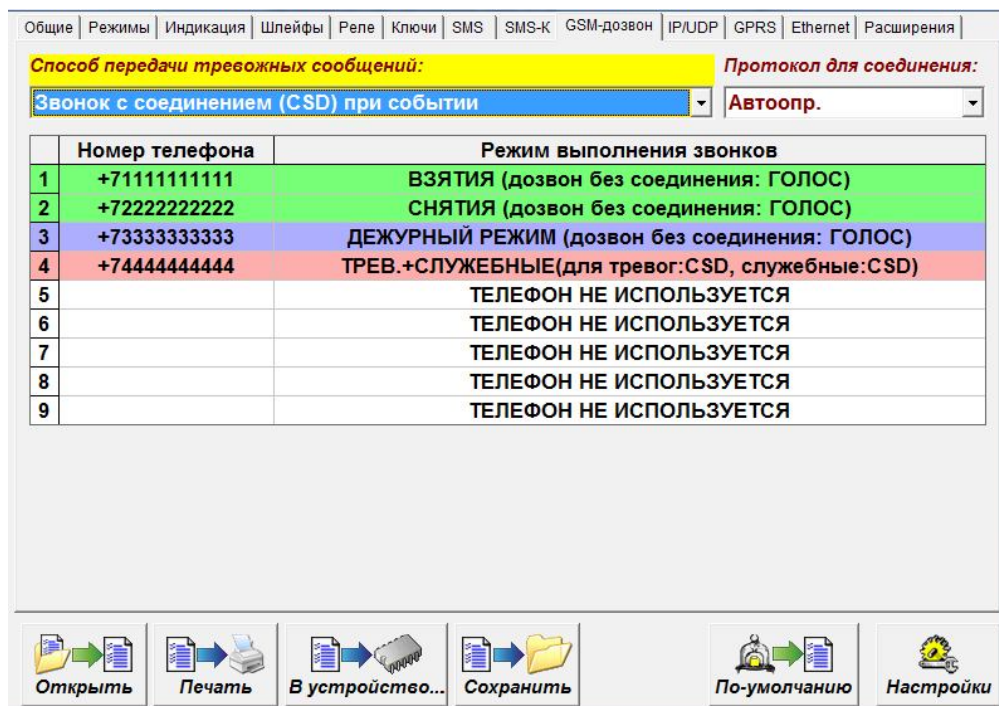 Общие Режимы Индикация Шлейфы Реле Ключи SMS SMS-K GSM-дозвон IP/UDP GPRS Ethernet Расширения
Способ передачи тревожных сообщений: Протокол для соединения:
Звонок с соединением (CSD) при событии Автоопр.
Номер телефона Режим выполнения звонков
1 +71111111111 ВЗЯТИЯ (дозвон без соединения: ГОЛОС)
2 +72222222222 СНЯТИЯ (дозвон без соединения: ГОЛОС)
3 +73333333333 ДЕЖУРНЫЙ РЕЖИМ (дозвон без соединения: ГОЛОС)
4 +74444444444 ТРЕВ.+СЛУЖЕБНЫЕ(для тревог:CSD, служебные:CSD)
5 ТЕЛЕФОН НЕ ИСПОЛЬЗУЕТСЯ
6 ТЕЛЕФОН НЕ ИСПОЛЬЗУЕТСЯ
7 ТЕЛЕФОН НЕ ИСПОЛЬЗУЕТСЯ
8 ТЕЛЕФОН НЕ ИСПОЛЬЗУЕТСЯ
9 ТЕЛЕФОН НЕ ИСПОЛЬЗУЕТСЯ
Открыть Печать В устройство... Сохранить По-умолчанию Настройки